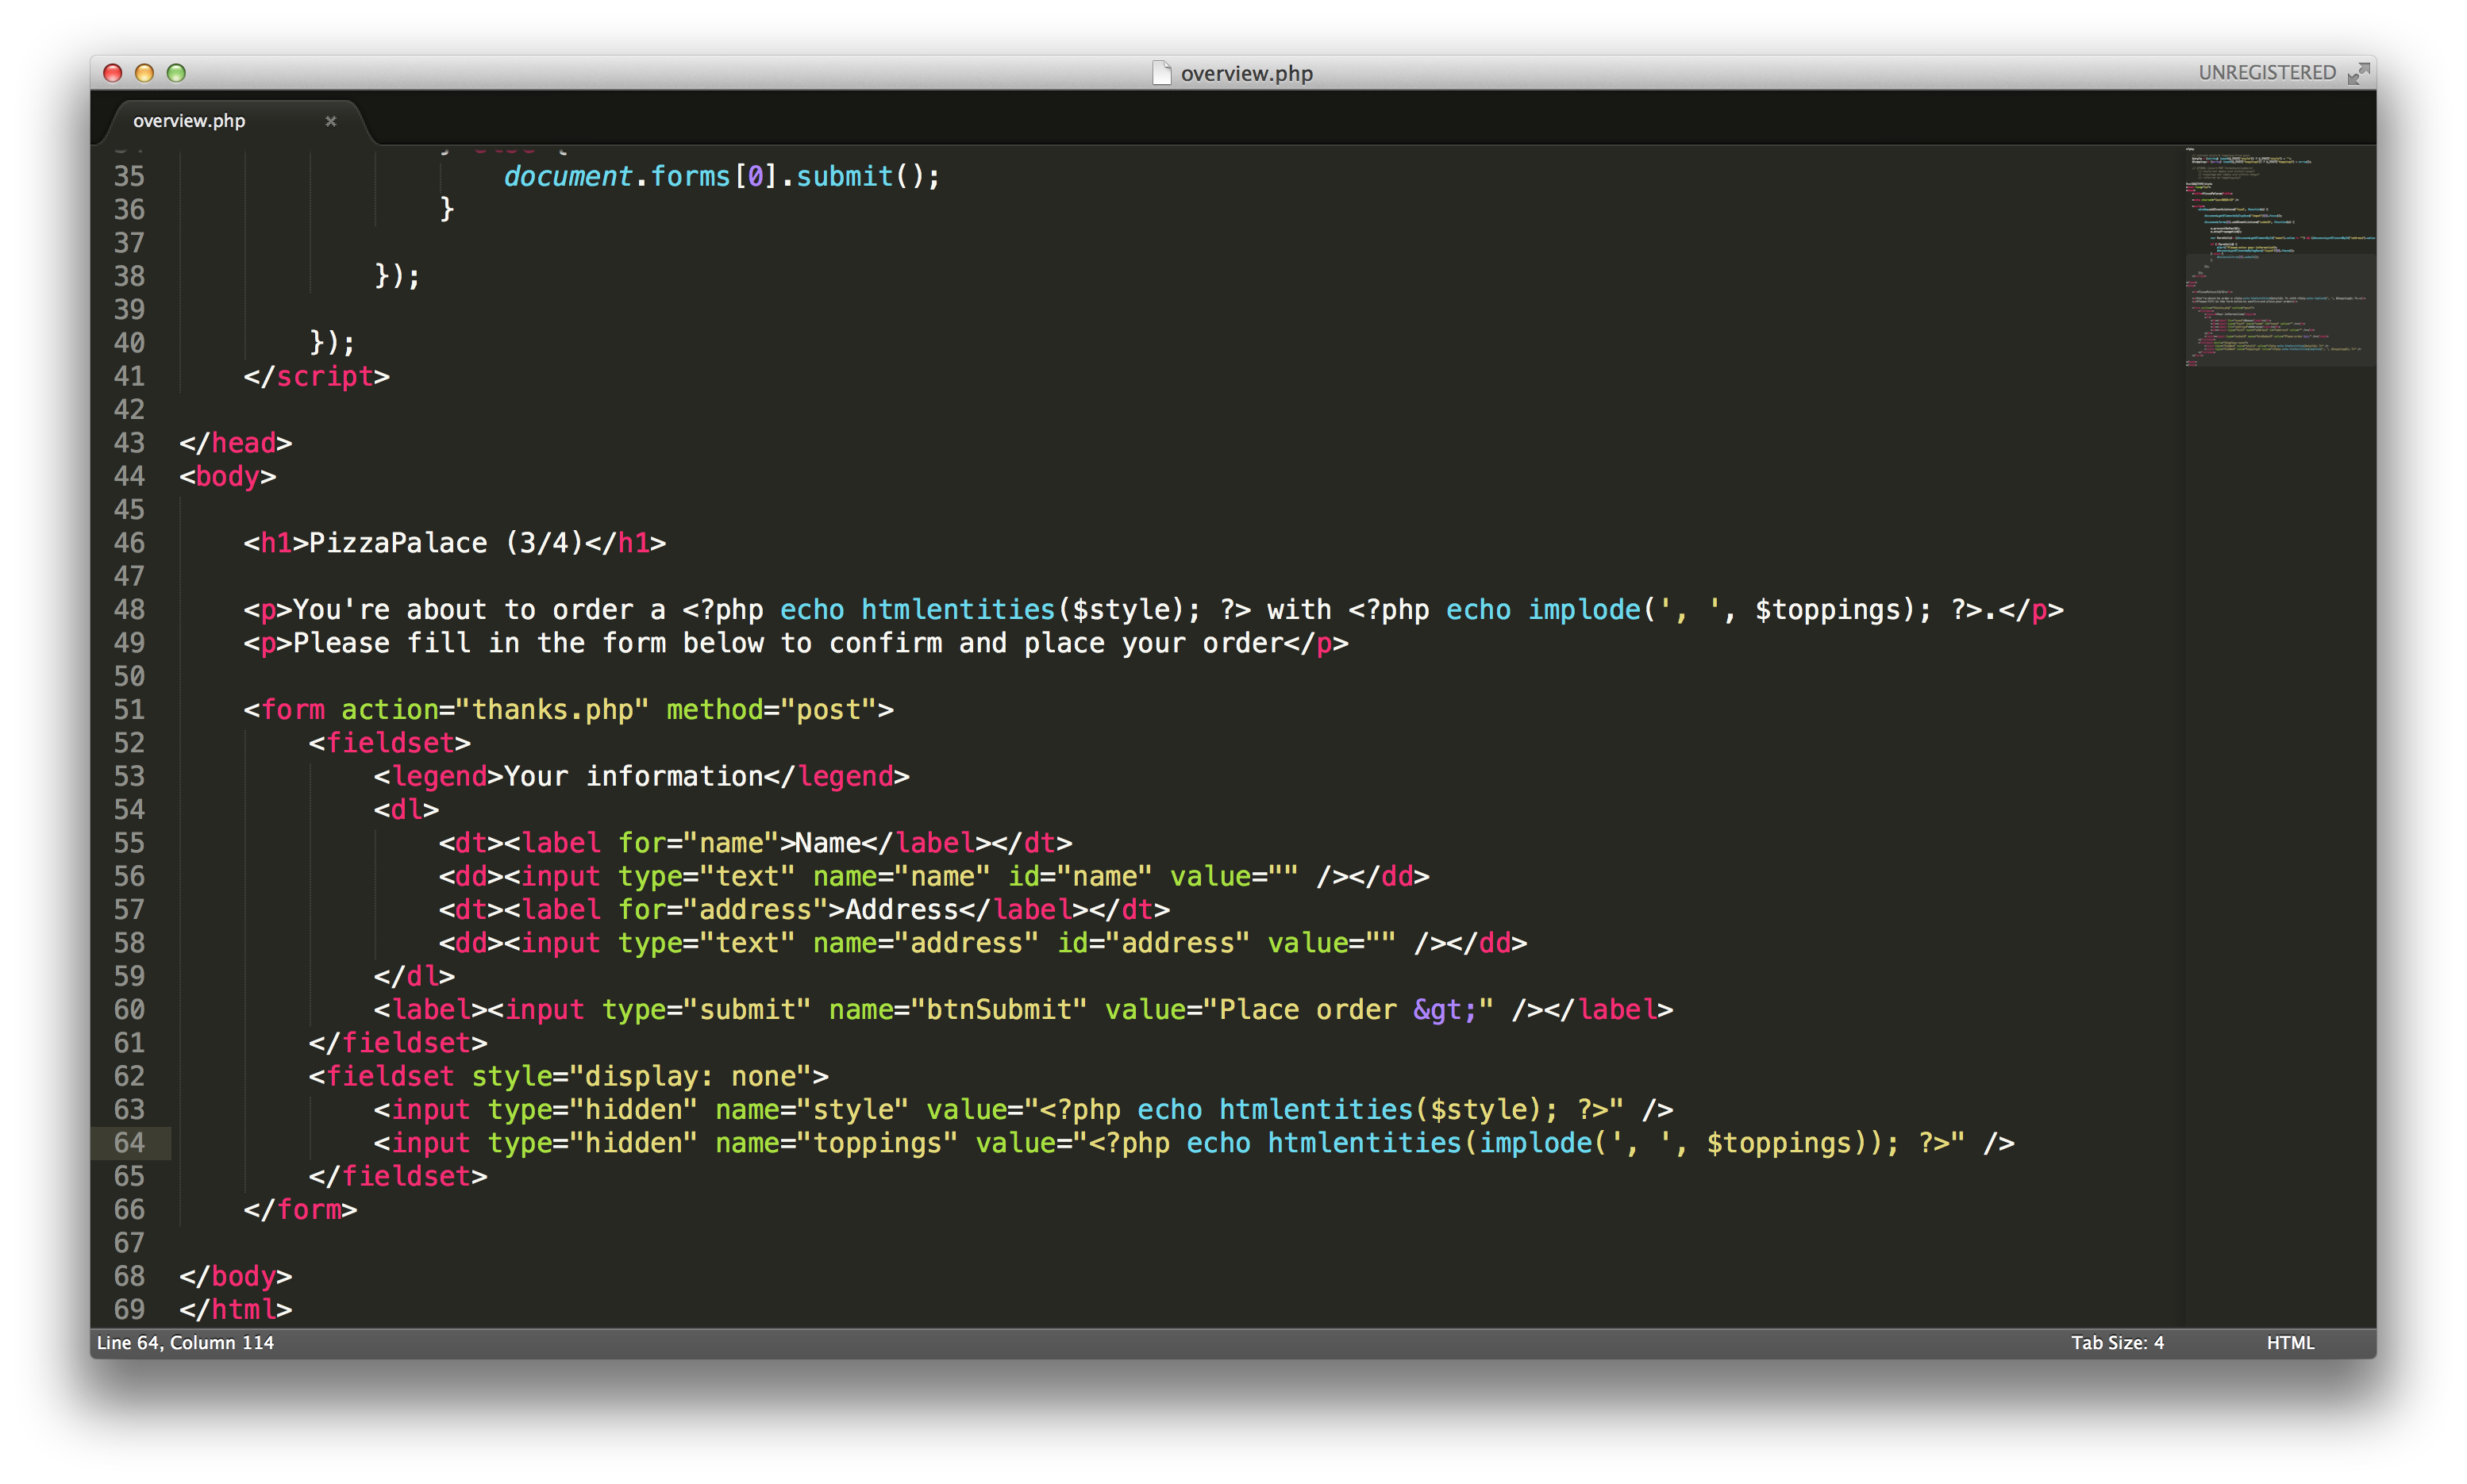 overview.php
UNREGISTERED
overview.php ×
35 document.forms[0].submit();
36 }
37
38 });
39
40 });
41 </script>
42
43 </head>
44 <body>
45
46 <h1>PizzaPalace (3/4)</h1>
47
48 <p>You're about to order a <?php echo htmlentities($style); ?> with <?php echo implode(', ', $toppings); ?>.</p>
49 <p>Please fill in the form below to confirm and place your order</p>
50
51 <form action="thanks.php" method="post">
52 <fieldset>
53 <legend>Your information</legend>
54 <dl>
55 <dt><label for="name">Name</label></dt>
56 <dd><input type="text" name="name" id="name" value="" /></dd>
57 <dt><label for="address">Address</label></dt>
58 <dd><input type="text" name="address" id="address" value="" /></dd>
59 </dl>
60 <label><input type="submit" name="btnSubmit" value="Place order &gt;" /></label>
61 </fieldset>
62 <fieldset style="display: none">
63 <input type="hidden" name="style" value="<?php echo htmlentities($style); ?>" />
64 <input type="hidden" name="toppings" value="<?php echo htmlentities(implode(', ', $toppings)); ?>" />
65 </fieldset>
66 </form>
67
68 </body>
69 </html>
Line 64, Column 114
Tab Size: 4
HTML